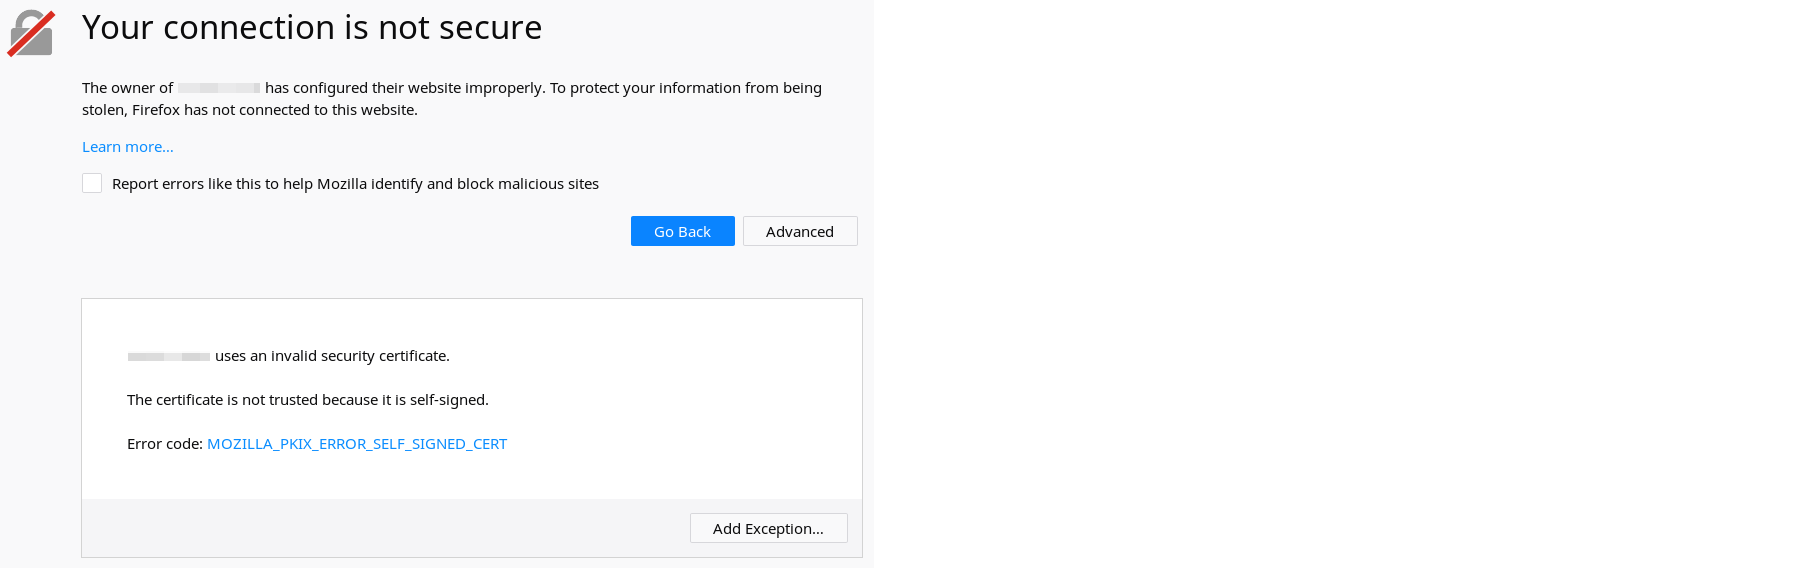 Your connection is not secure
The owner of has configured their website improperly. To protect your information from being
stolen, Firefox has not connected to this website.
Learn more...
Report errors like this to help Mozilla identify and block malicious sites
Go Back
Advanced
uses an invalid security certificate.
The certificate is not trusted because it is self-signed.
Error code: MOZILLA_PKIX_ERROR_SELF_SIGNED_CERT
Add Exception...